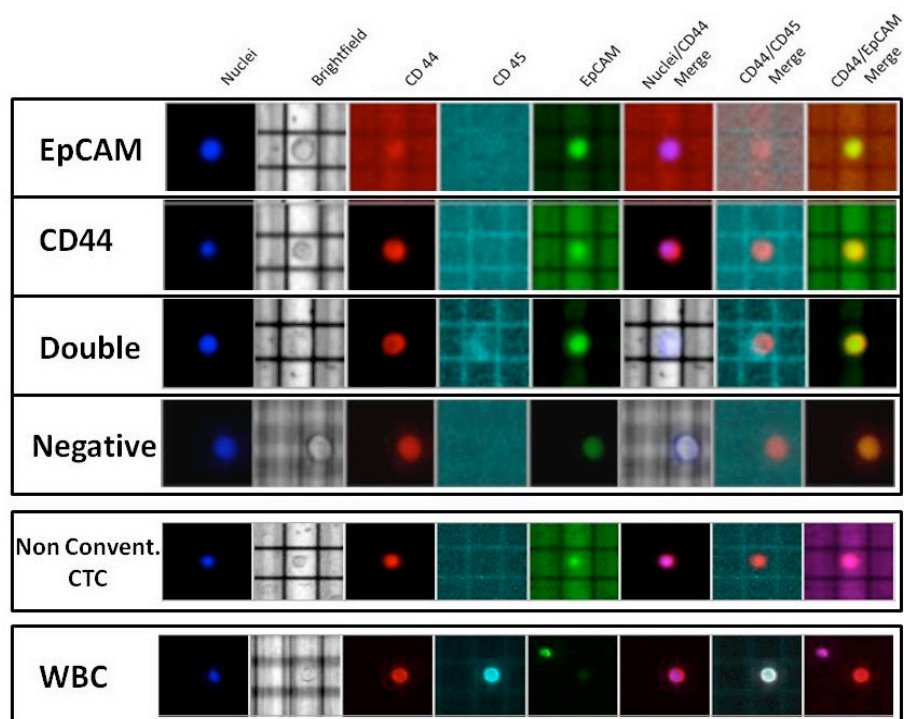 Nuclei
Brightfield
CD 44
CD 45
EpCAM
Nuclei/CD44
Merge
CD44/CD45
Merge
CD44/EpCAM
Merge
EpCAM
CD44
Double
Negative
Non Convent.
CTC
WBC